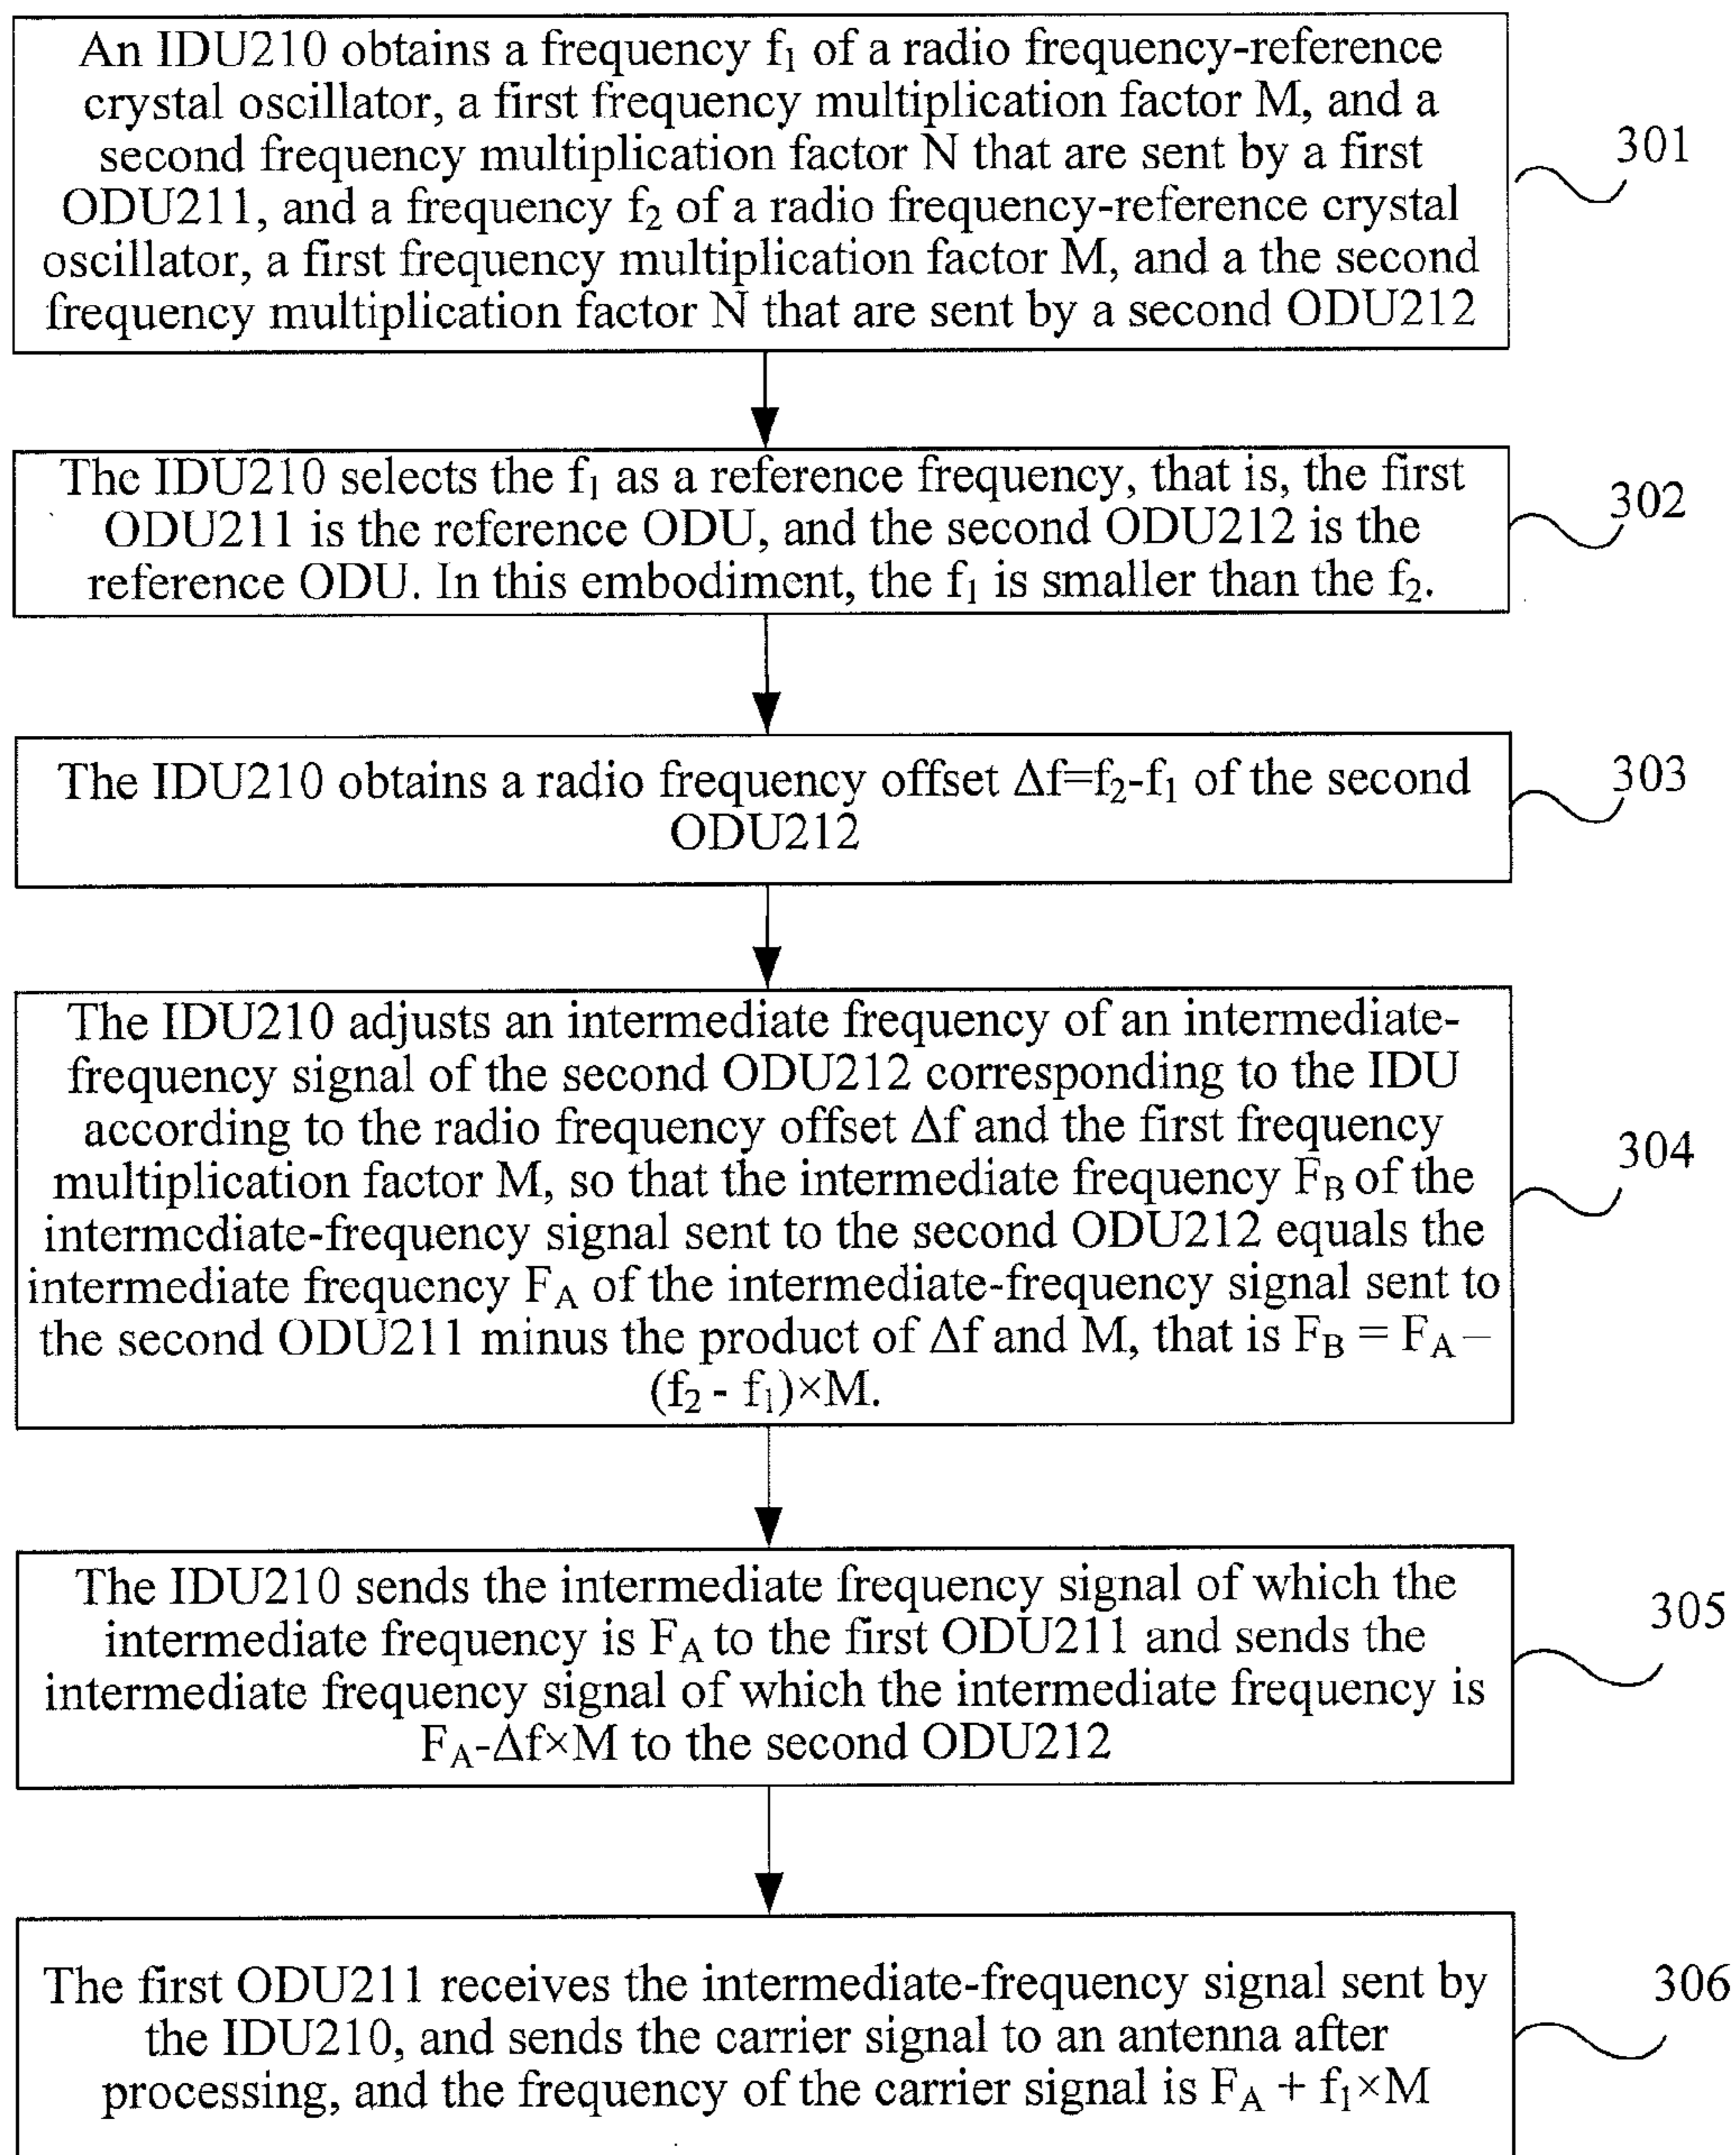 An IDU210 obtains a frequency f₁ of a radio frequency-reference
crystal oscillator, a first frequency multiplication factor M, and a
second frequency multiplication factor N that are sent by a first
ODU211, and a frequency f₂ of a radio frequency-reference crystal
oscillator, a first frequency multiplication factor M, and a the second
frequency multiplication factor N that are sent by a second ODU212
301
The IDU210 selects the f₁ as a reference frequency, that is, the first
ODU211 is the reference ODU, and the second ODU212 is the
reference ODU. In this embodiment, the f₁ is smaller than the f₂.
302
The IDU210 obtains a radio frequency offset Δf=f₂-f₁ of the second
ODU212
303
The IDU210 adjusts an intermediate frequency of an intermediate-
frequency signal of the second ODU212 corresponding to the IDU
according to the radio frequency offset Δf and the first frequency
multiplication factor M, so that the intermediate frequency F_B of the
intermediate-frequency signal sent to the second ODU212 equals the
intermediate frequency F_A of the intermediate-frequency signal sent to
the second ODU211 minus the product of Δf and M, that is F_B = F_A –
(f₂ - f₁)×M.
304
The IDU210 sends the intermediate frequency signal of which the
intermediate frequency is F_A to the first ODU211 and sends the
intermediate frequency signal of which the intermediate frequency is
F_A-Δf×M to the second ODU212
305
The first ODU211 receives the intermediate-frequency signal sent by
the IDU210, and sends the carrier signal to an antenna after
processing, and the frequency of the carrier signal is F_A + f₁×M
306